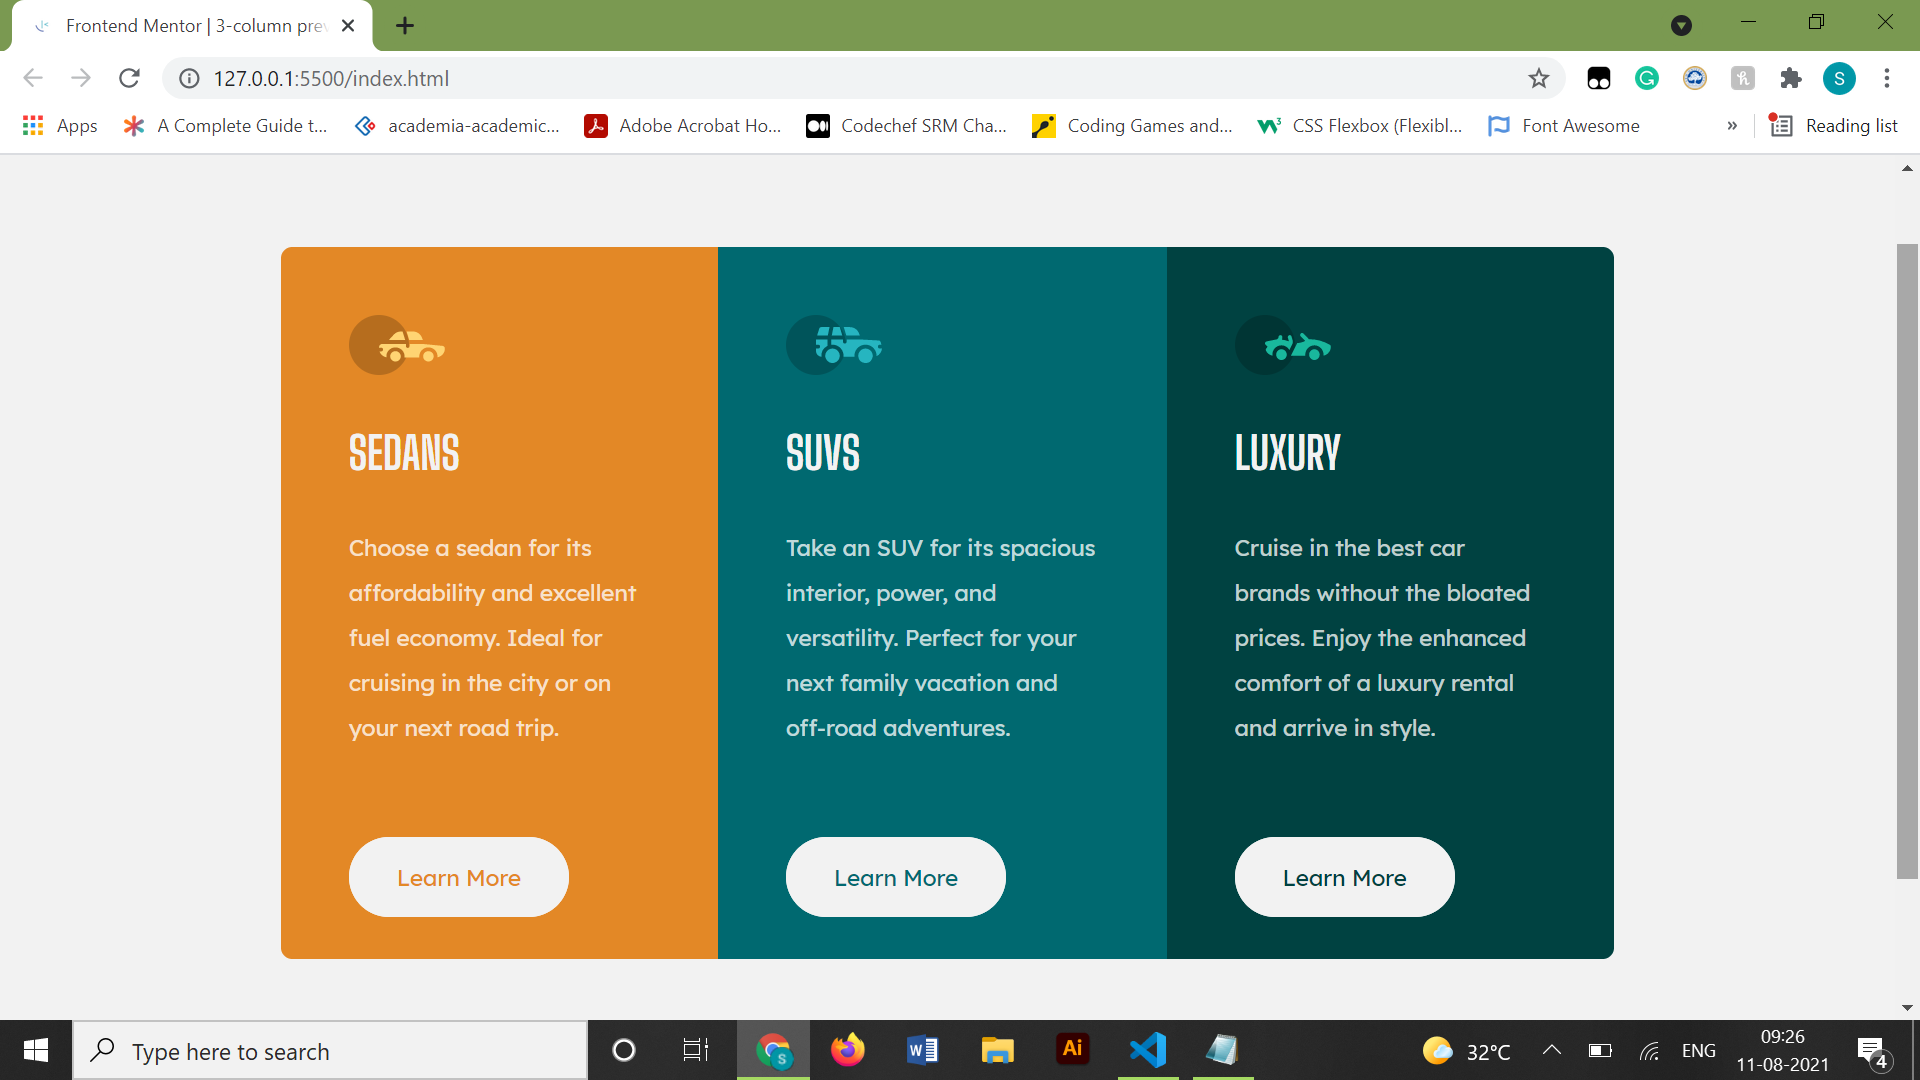 Frontend Mentor | 3-column prev
127.0.0.1:5500/index.html
S
Apps
A Complete Guide t...
academia-academic...
Adobe Acrobat Ho...
Codechef SRM Cha...
Coding Games and...
CSS Flexbox (Flexibl...
Font Awesome
»
Reading list
SEDANS
Choose a sedan for its
affordability and excellent
fuel economy. Ideal for
cruising in the city or on
your next road trip.
Learn More
SUVS
Take an SUV for its spacious
interior, power, and
versatility. Perfect for your
next family vacation and
off-road adventures.
Learn More
LUXURY
Cruise in the best car
brands without the bloated
prices. Enjoy the enhanced
comfort of a luxury rental
and arrive in style.
Learn More
Type here to search
S
W
Ai
32°C
ENG
09:26
11-08-2021
4